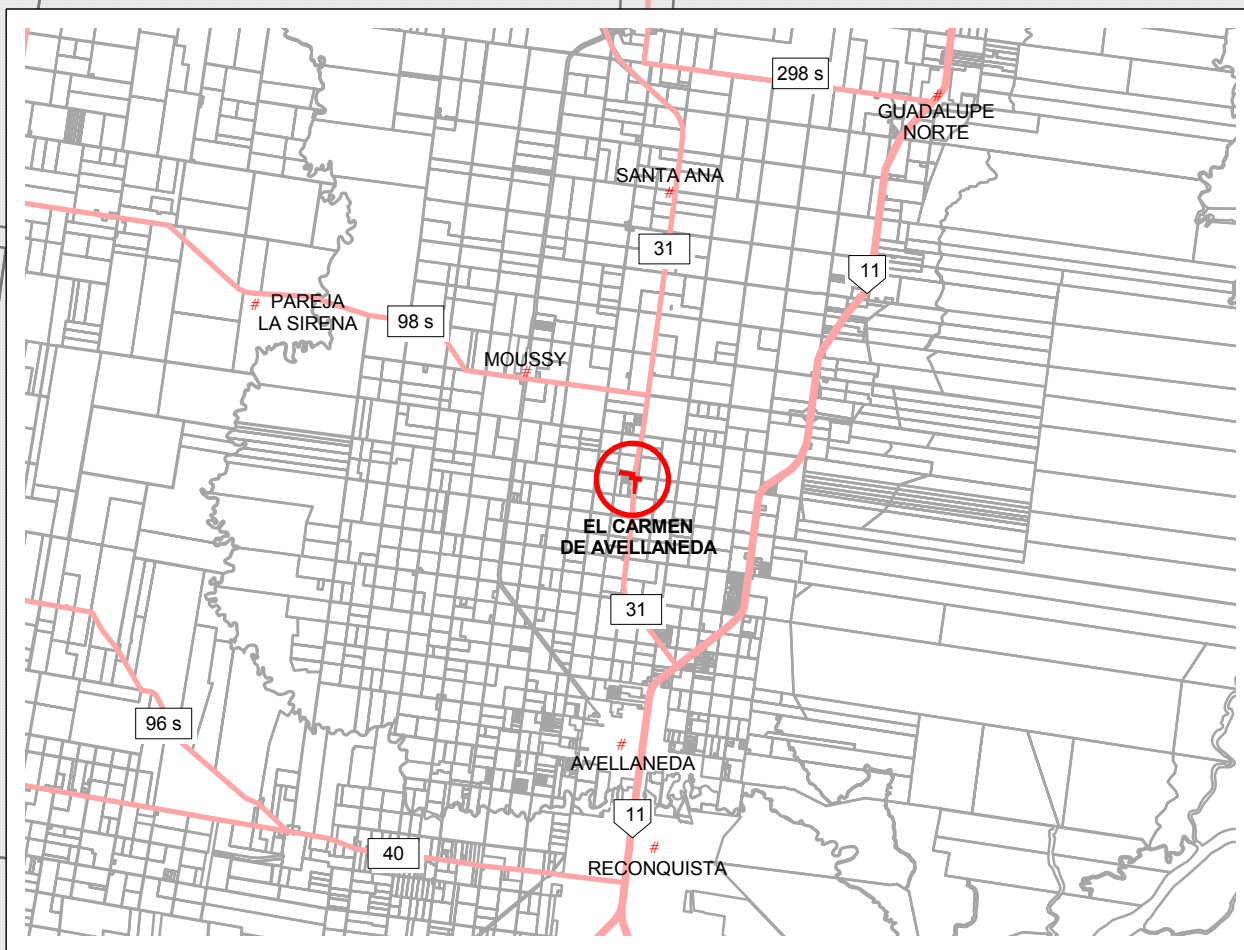 298 s
GUADALUPE
NORTE
SANTA ANA
#
#
31
11
# PAREJA
LA SIRENA
98 s
MOUSSY
#
EL CARMEN
DE AVELLANEDA
31
96 s
#
AVELLANEDA
11
40
#
RECONQUISTA